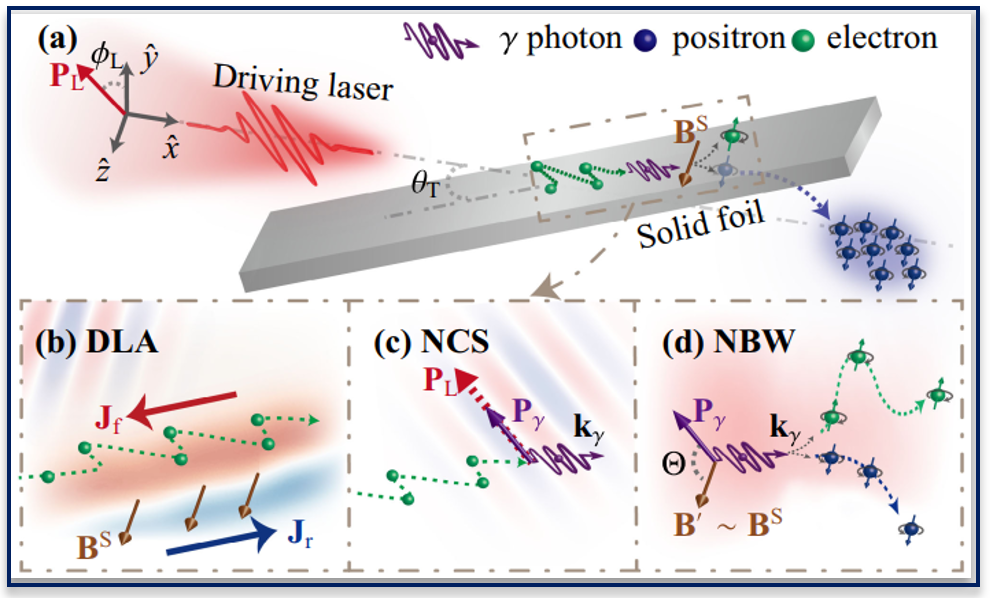 (a)
γ photon positron electron
P_L ϕ_L ŷ
x̂
ẑ
Driving laser
θ_T
B^S
Solid foil
(b) DLA
J_f
B^S
J_r
(c) NCS
P_L
P_γ
k_γ
(d) NBW
P_γ
k_γ
Θ
B′ ~ B^S